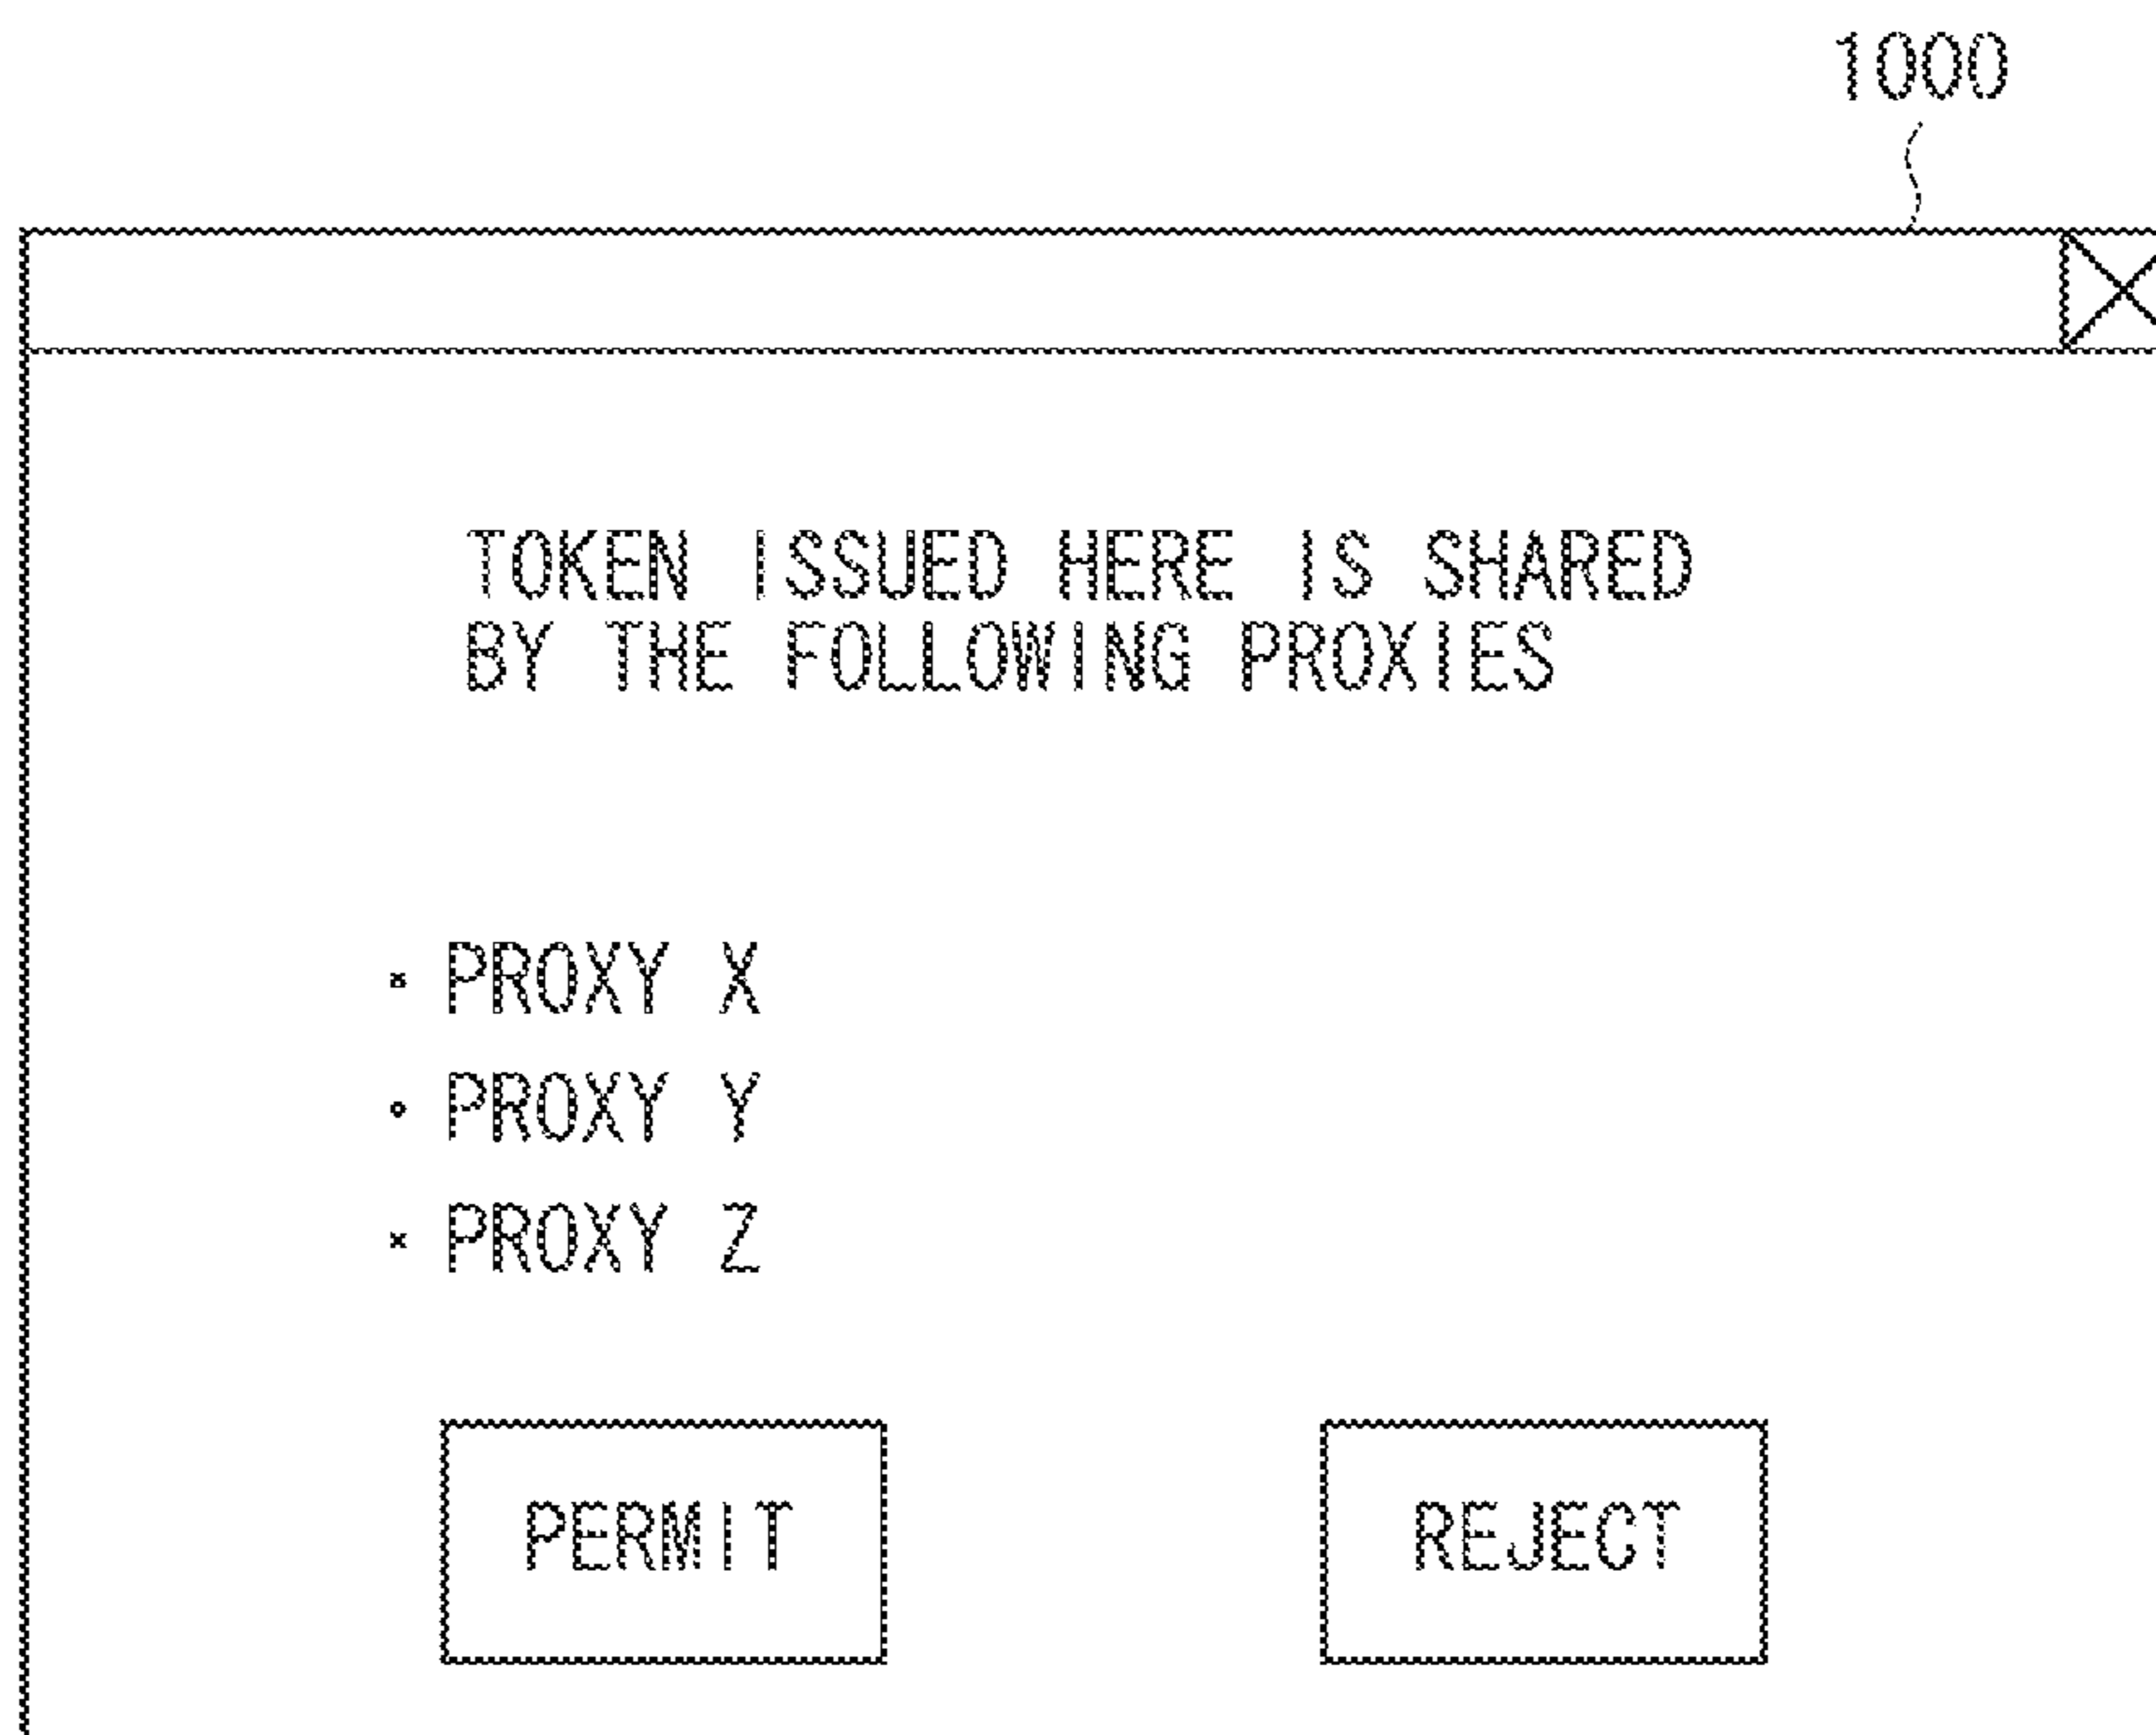 1000
TOKEN ISSUED HERE IS SHARED
BY THE FOLLOWING PROXIES
・PROXY X
・PROXY Y
・PROXY Z
PERMIT
REJECT